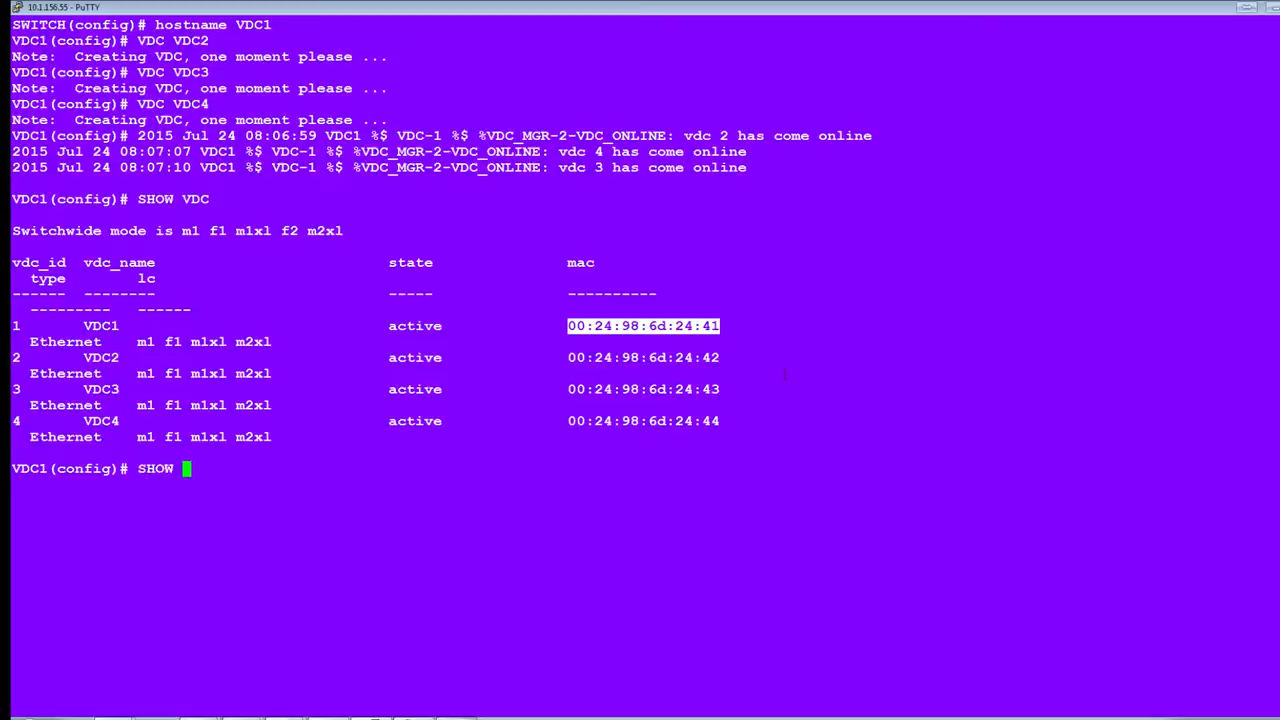 10.1.156.55 - PuTTY
SWITCH(config)# hostname VDC1
VDC1(config)# VDC VDC2
Note:  Creating VDC, one moment please ...
VDC1(config)# VDC VDC3
Note:  Creating VDC, one moment please ...
VDC1(config)# VDC VDC4
Note:  Creating VDC, one moment please ...
VDC1(config)# 2015 Jul 24 08:06:59 VDC1 %$ VDC-1 %$ %VDC_MGR-2-VDC_ONLINE: vdc 2 has come online
2015 Jul 24 08:07:07 VDC1 %$ VDC-1 %$ %VDC_MGR-2-VDC_ONLINE: vdc 4 has come online
2015 Jul 24 08:07:10 VDC1 %$ VDC-1 %$ %VDC_MGR-2-VDC_ONLINE: vdc 3 has come online
VDC1(config)# SHOW VDC
Switchwide mode is m1 f1 m1xl f2 m2xl
vdc_id  vdc_name                          state                 mac
  type        lc
------  --------                          -----                 ----------
  ---------   ------
1       VDC1                              active              00:24:98:6d:24:41
  Ethernet    m1 f1 m1xl m2xl
2       VDC2                              active              00:24:98:6d:24:42
  Ethernet    m1 f1 m1xl m2xl
3       VDC3                              active              00:24:98:6d:24:43
  Ethernet    m1 f1 m1xl m2xl
4       VDC4                              active              00:24:98:6d:24:44
  Ethernet    m1 f1 m1xl m2xl
VDC1(config)# SHOW